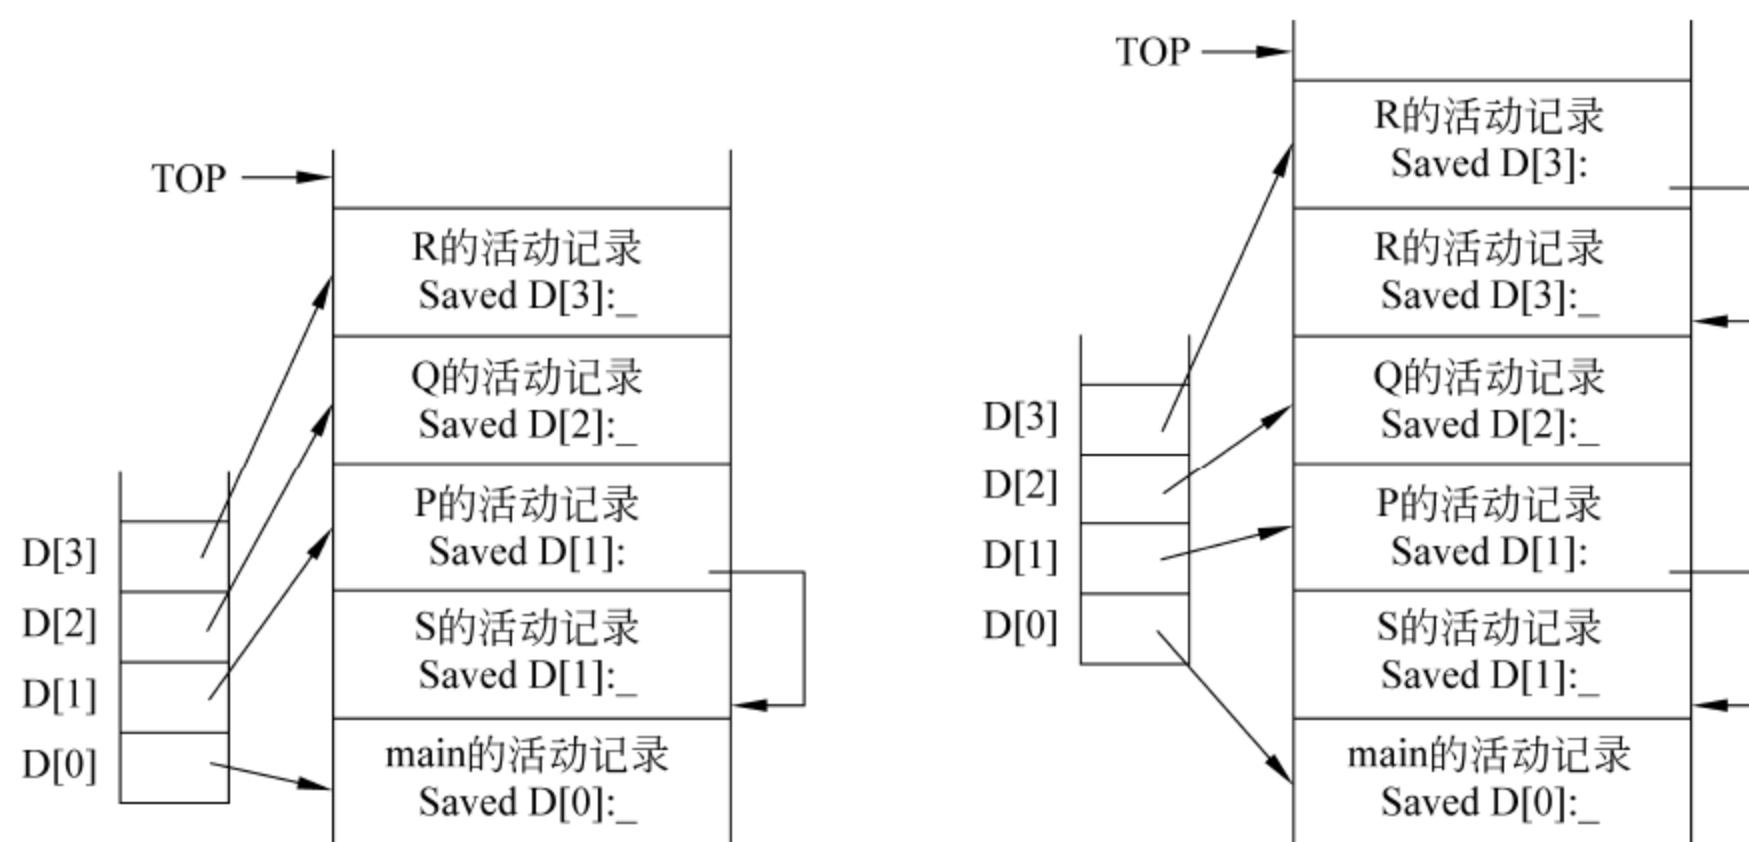 TOP
R的活动记录
Saved D[3]:_
Q的活动记录
Saved D[2]:_
P的活动记录
Saved D[1]:
S的活动记录
Saved D[1]:_
main的活动记录
Saved D[0]:_
D[3]
D[2]
D[1]
D[0]
TOP
R的活动记录
Saved D[3]:
R的活动记录
Saved D[3]:_
Q的活动记录
Saved D[2]:_
P的活动记录
Saved D[1]:
S的活动记录
Saved D[1]:_
main的活动记录
Saved D[0]:_
D[3]
D[2]
D[1]
D[0]